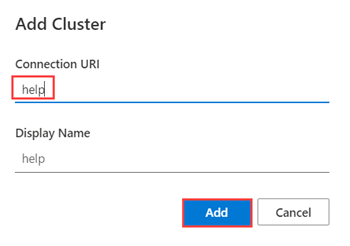 Add Cluster
Connection URI
help
Display Name
help
Add Cancel